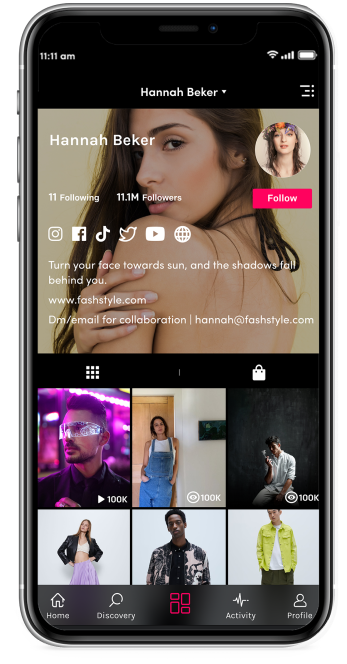 11:11 am
Hannah Beker
Hannah Beker
11 Following 11.1M Followers
Follow
Turn your face towards sun, and the shadows fall
behind you.
www.fashstyle.com
Dm/email for collaboration | hannah@fashstyle.com
100K
100K
100K
Home Discovery Activity Profile